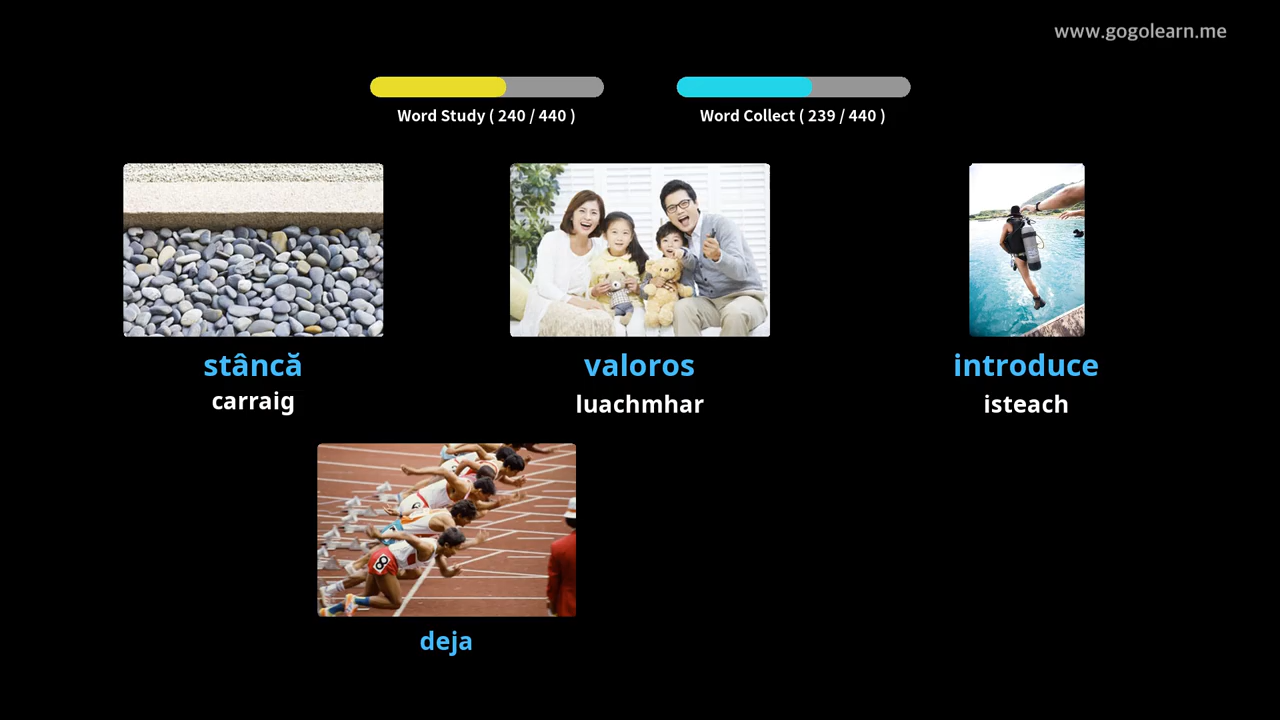 www.gogolearn.me
Word Study ( 240 / 440 )
Word Collect ( 239 / 440 )
stâncă
carraig
valoros
luachmhar
introduce
isteach
deja